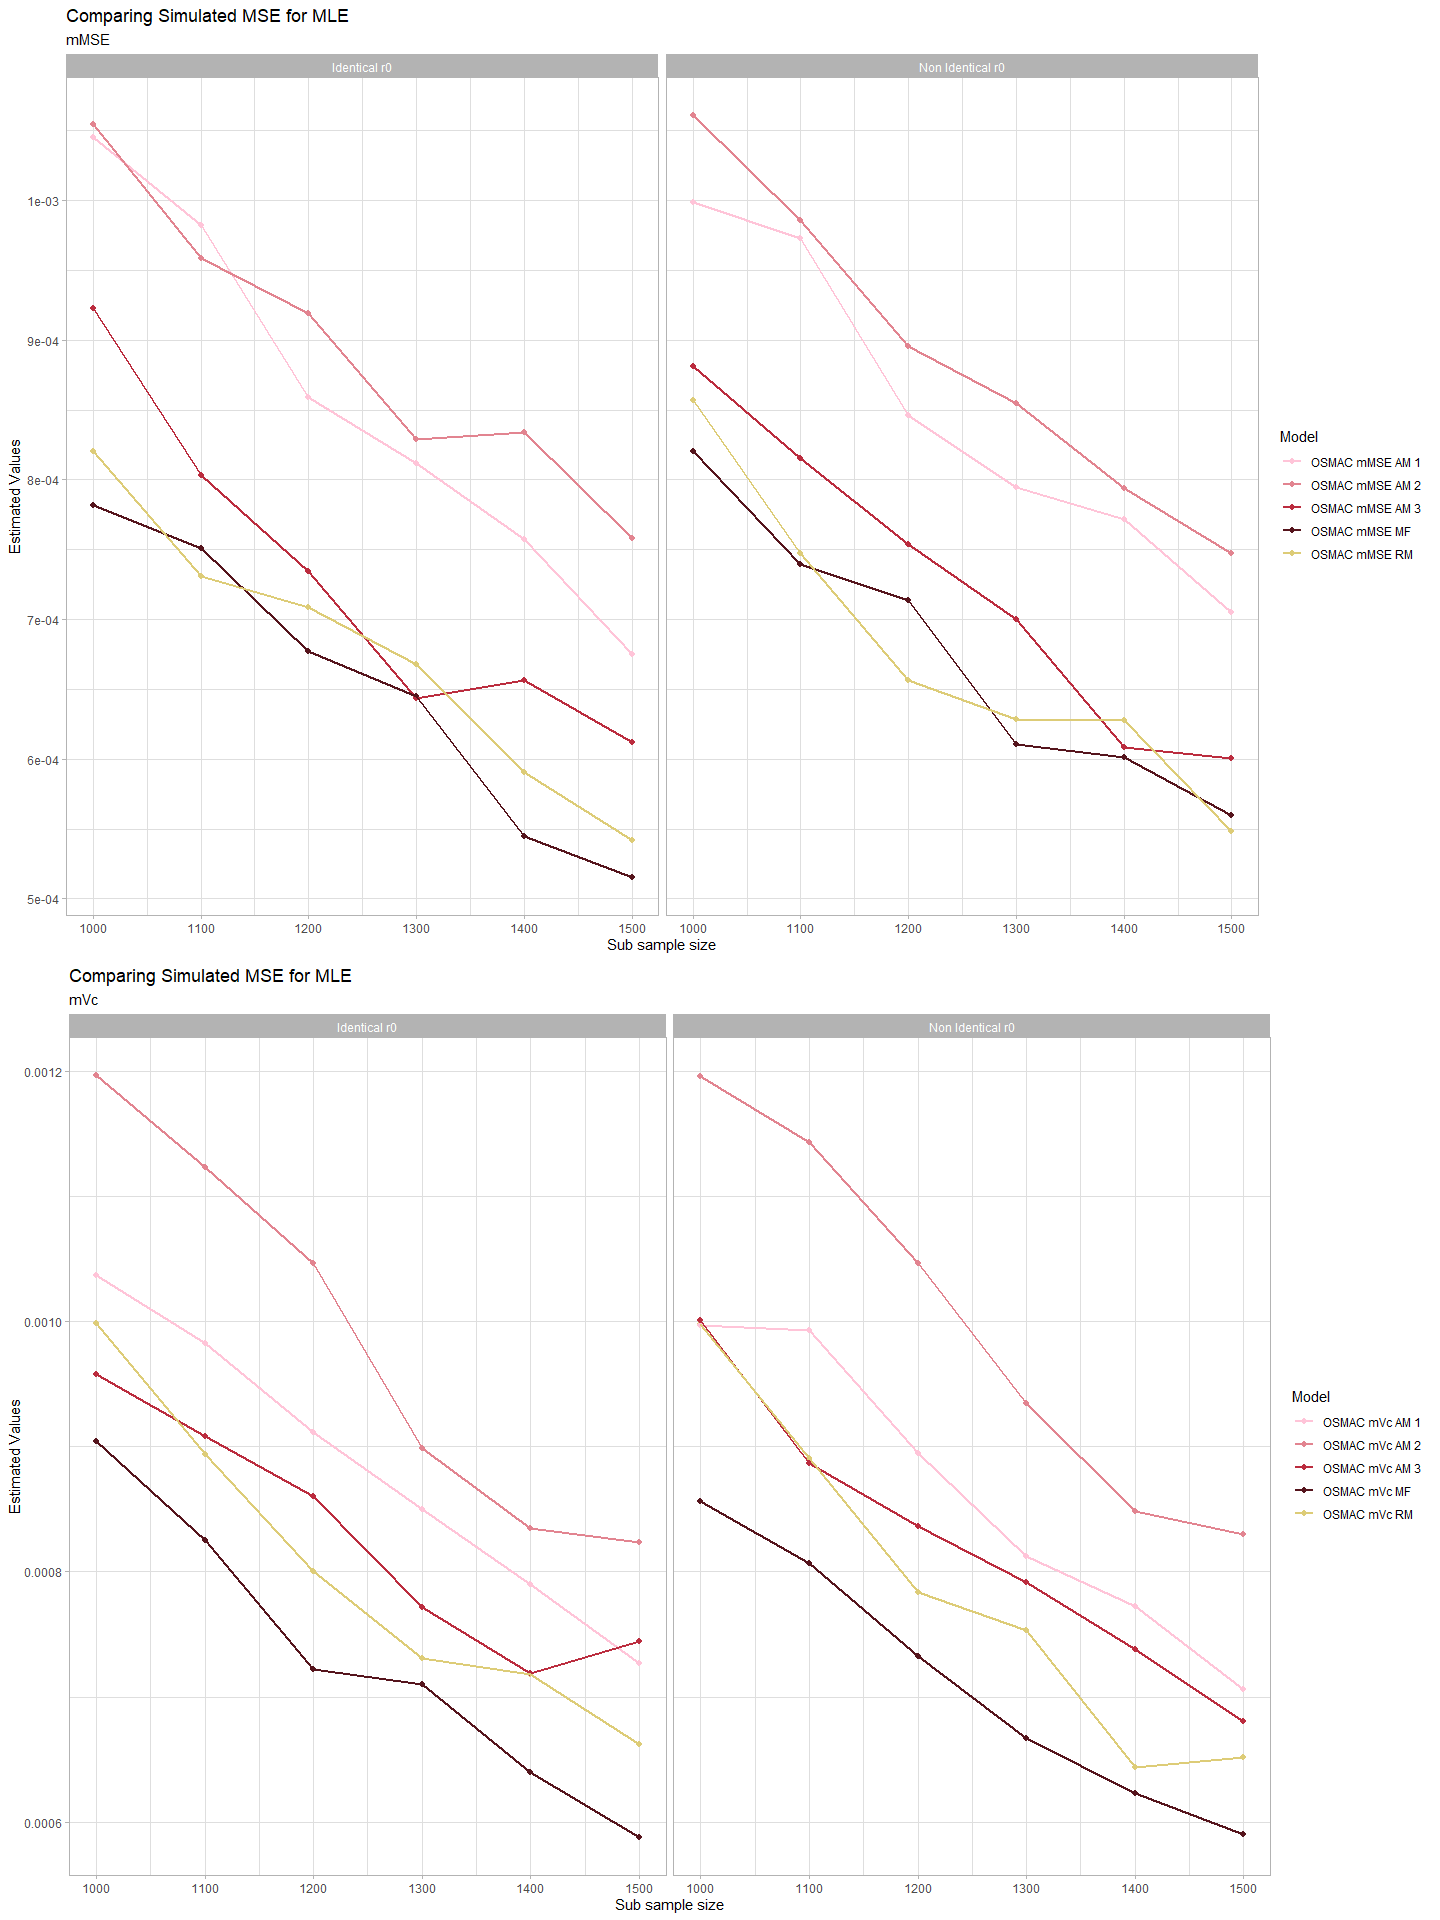 Comparing Simulated MSE for MLE
mMSE
Identical r0
Non Identical r0
1e-03
9e-04
8e-04
7e-04
6e-04
5e-04
Estimated Values
1000 1100 1200 1300 1400 1500
1000 1100 1200 1300 1400 1500
Sub sample size
Model
OSMAC mMSE AM 1
OSMAC mMSE AM 2
OSMAC mMSE AM 3
OSMAC mMSE MF
OSMAC mMSE RM
Comparing Simulated MSE for MLE
mVc
Identical r0
Non Identical r0
0.0012
0.0010
0.0008
0.0006
Estimated Values
1000 1100 1200 1300 1400 1500
1000 1100 1200 1300 1400 1500
Sub sample size
Model
OSMAC mVc AM 1
OSMAC mVc AM 2
OSMAC mVc AM 3
OSMAC mVc MF
OSMAC mVc RM